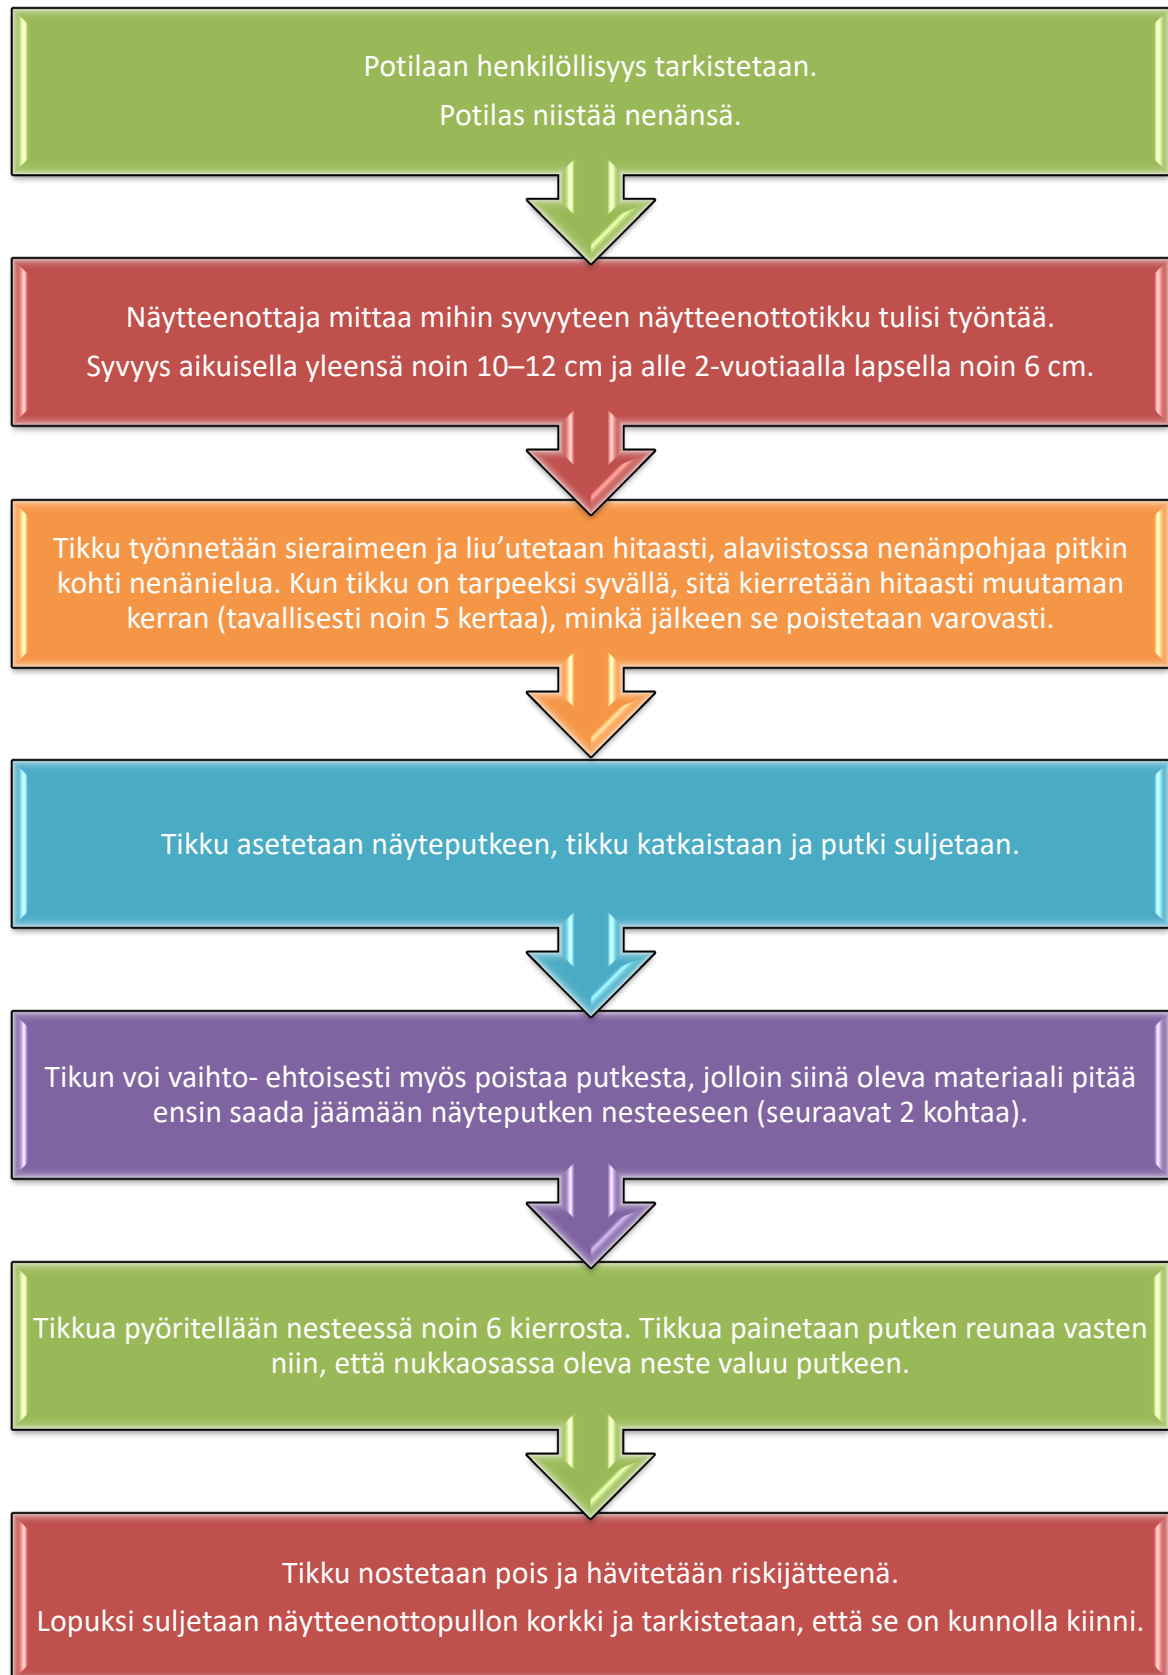 Potilaan henkilöllisyys tarkistetaan.
Potilas niistää nenänsä.
Näytteenottaja mittaa mihin syvyyteen näytteenottotikku tulisi työntää.
Syvyys aikuisella yleensä noin 10–12 cm ja alle 2-vuotiaalla lapsella noin 6 cm.
Tikku työnnetään sieraimeen ja liu’utetaan hitaasti, alaviistossa nenänpohjaa pitkin
kohti nenänielua. Kun tikku on tarpeeksi syvällä, sitä kierretään hitaasti muutaman
kerran (tavallisesti noin 5 kertaa), minkä jälkeen se poistetaan varovasti.
Tikku asetetaan näyteputkeen, tikku katkaistaan ja putki suljetaan.
Tikun voi vaihto- ehtoisesti myös poistaa putkesta, jolloin siinä oleva materiaali pitää
ensin saada jäämään näyteputken nesteeseen (seuraavat 2 kohtaa).
Tikkua pyöritellään nesteessä noin 6 kierrosta. Tikkua painetaan putken reunaa vasten
niin, että nukkaosassa oleva neste valuu putkeen.
Tikku nostetaan pois ja hävitetään riskijätteenä.
Lopuksi suljetaan näytteenottopullon korkki ja tarkistetaan, että se on kunnolla kiinni.